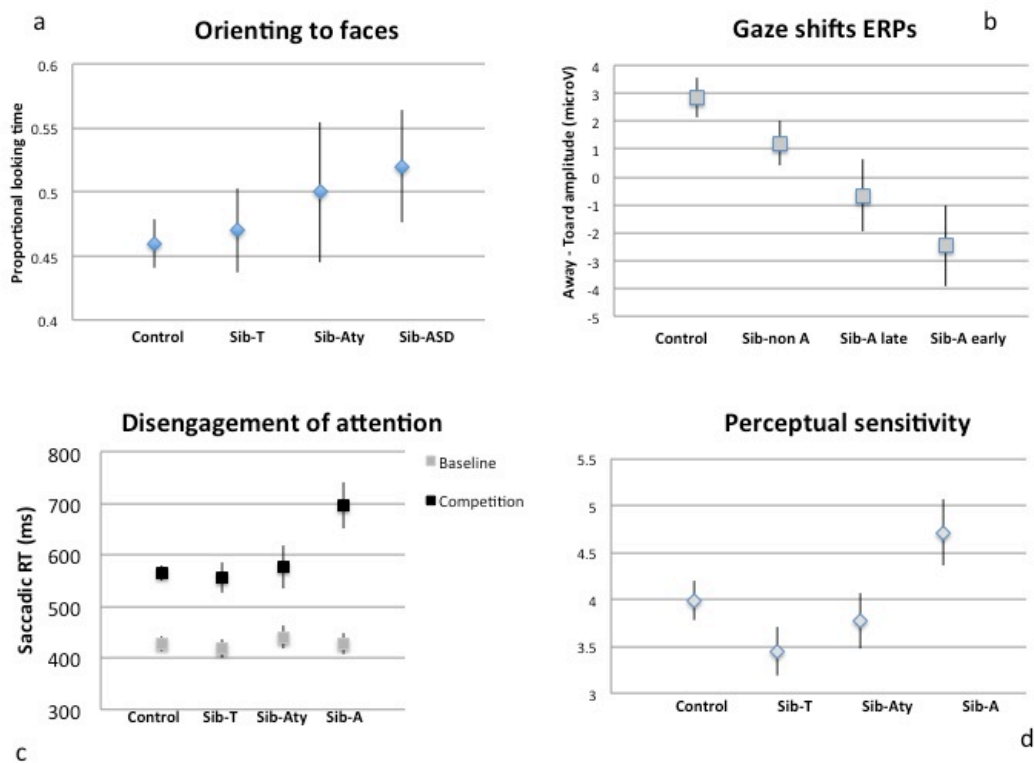 a
Orienting to faces
Proportional looking time
0.6
0.55
0.5
0.45
0.4
Control Sib-T Sib-Aty Sib-ASD
b
Gaze shifts ERPs
Away - Toard amplitude (microV)
4
3
2
1
0
-1
-2
-3
-4
-5
Control Sib-non A Sib-A late Sib-A early
Disengagement of attention
Saccadic RT (ms)
800
700
600
500
400
300
Baseline
Competition
Control Sib-T Sib-Aty Sib-A
c
Perceptual sensitivity
5.5
5
4.5
4
3.5
3
Control Sib-T Sib-Aty Sib-A
d